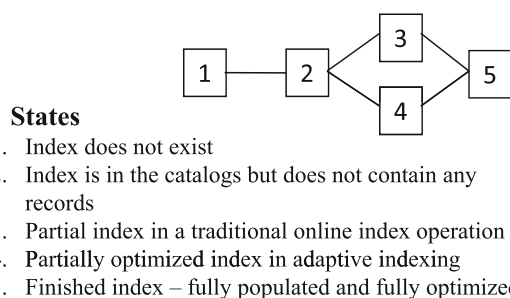 3
1 2 5
4
States
. Index does not exist
. Index is in the catalogs but does not contain any
records
. Partial index in a traditional online index operation
. Partially optimized index in adaptive indexing
. Finished index – fully populated and fully optimized